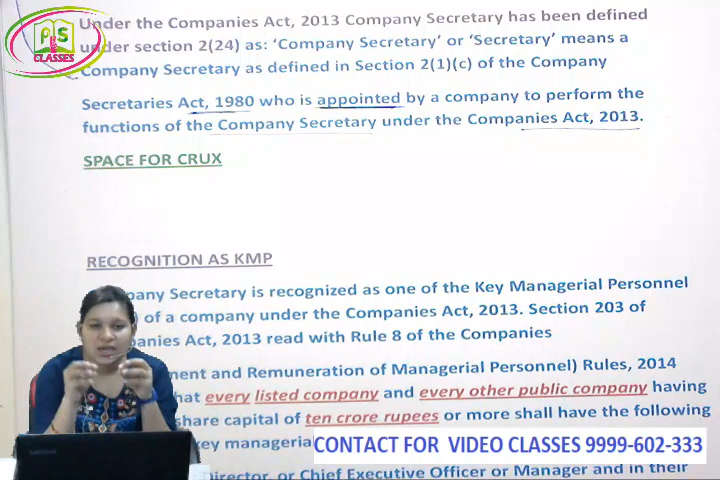 AIS
CLASSES
Under the Companies Act, 2013 Company Secretary has been defined
under section 2(24) as: ‘Company Secretary’ or ‘Secretary’ means a
Company Secretary as defined in Section 2(1)(c) of the Company
Secretaries Act, 1980 who is appointed by a company to perform the
functions of the Company Secretary under the Companies Act, 2013.
SPACE FOR CRUX
RECOGNITION AS KMP
pany Secretary is recognized as one of the Key Managerial Personnel
of a company under the Companies Act, 2013. Section 203 of
panies Act, 2013 read with Rule 8 of the Companies
ment and Remuneration of Managerial Personnel) Rules, 2014
hat every listed company and every other public company having
share capital of ten crore rupees or more shall have the following
key manageria
CONTACT FOR VIDEO CLASSES 9999-602-333
Director, or Chief Executive Officer or Manager and in their